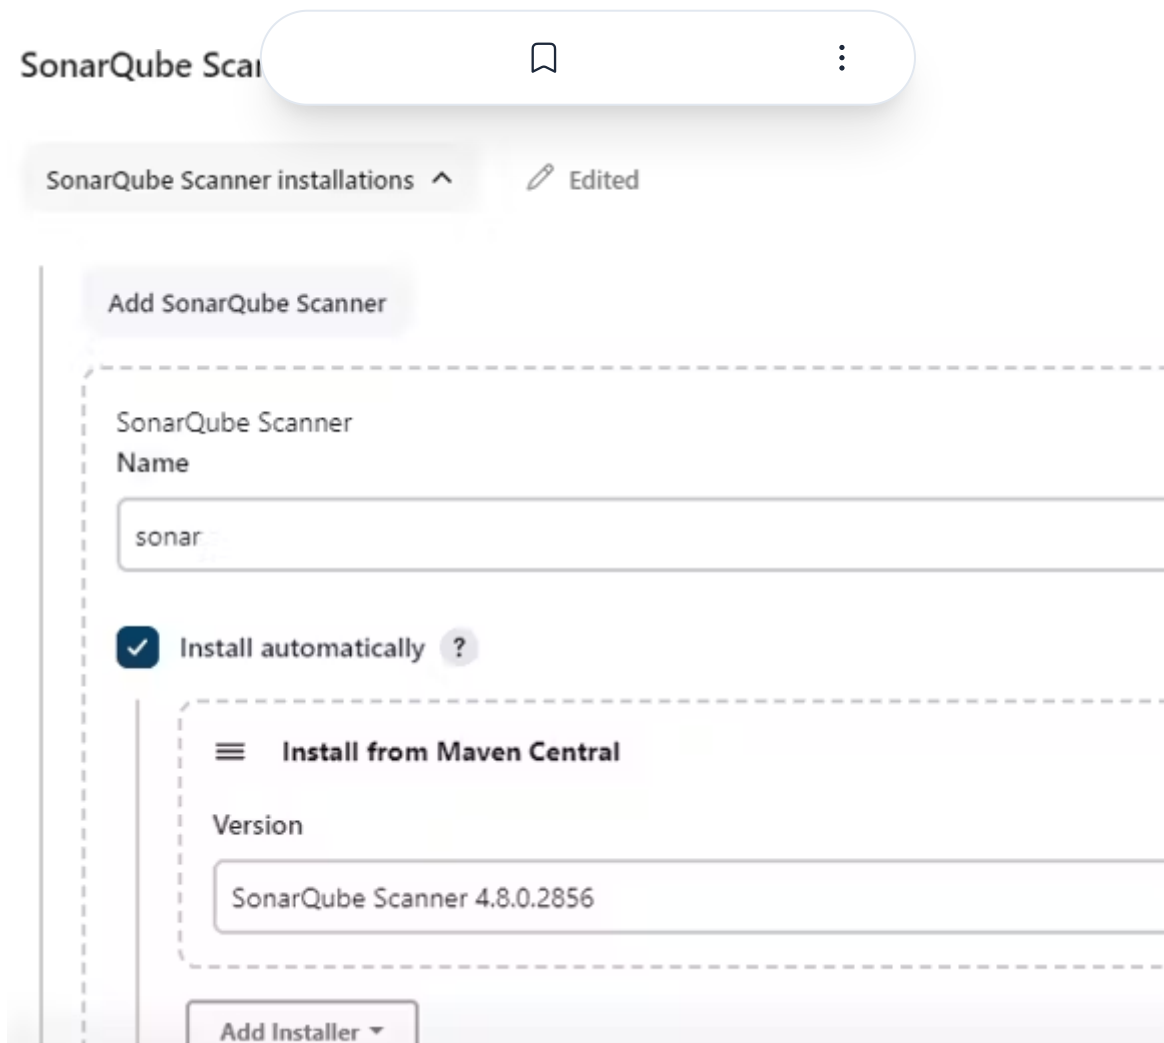 SonarQube Scan
SonarQube Scanner installations
Edited
Add SonarQube Scanner
SonarQube Scanner
Name
sonar
Install automatically ?
Install from Maven Central
Version
SonarQube Scanner 4.8.0.2856
Add Installer